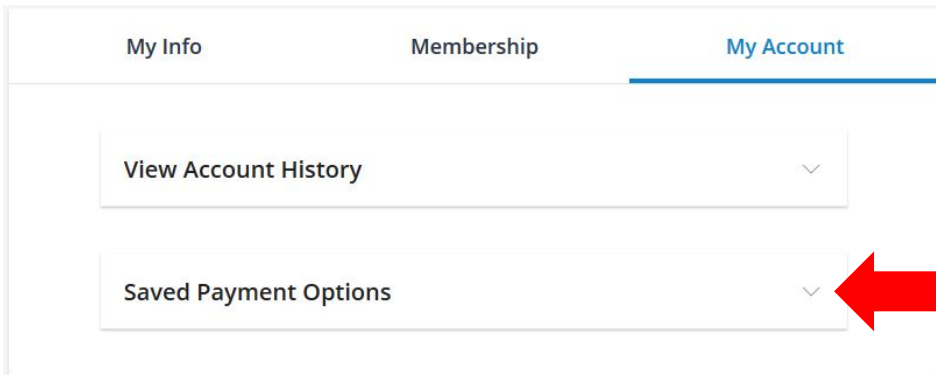 My Info Membership My Account
View Account History
Saved Payment Options